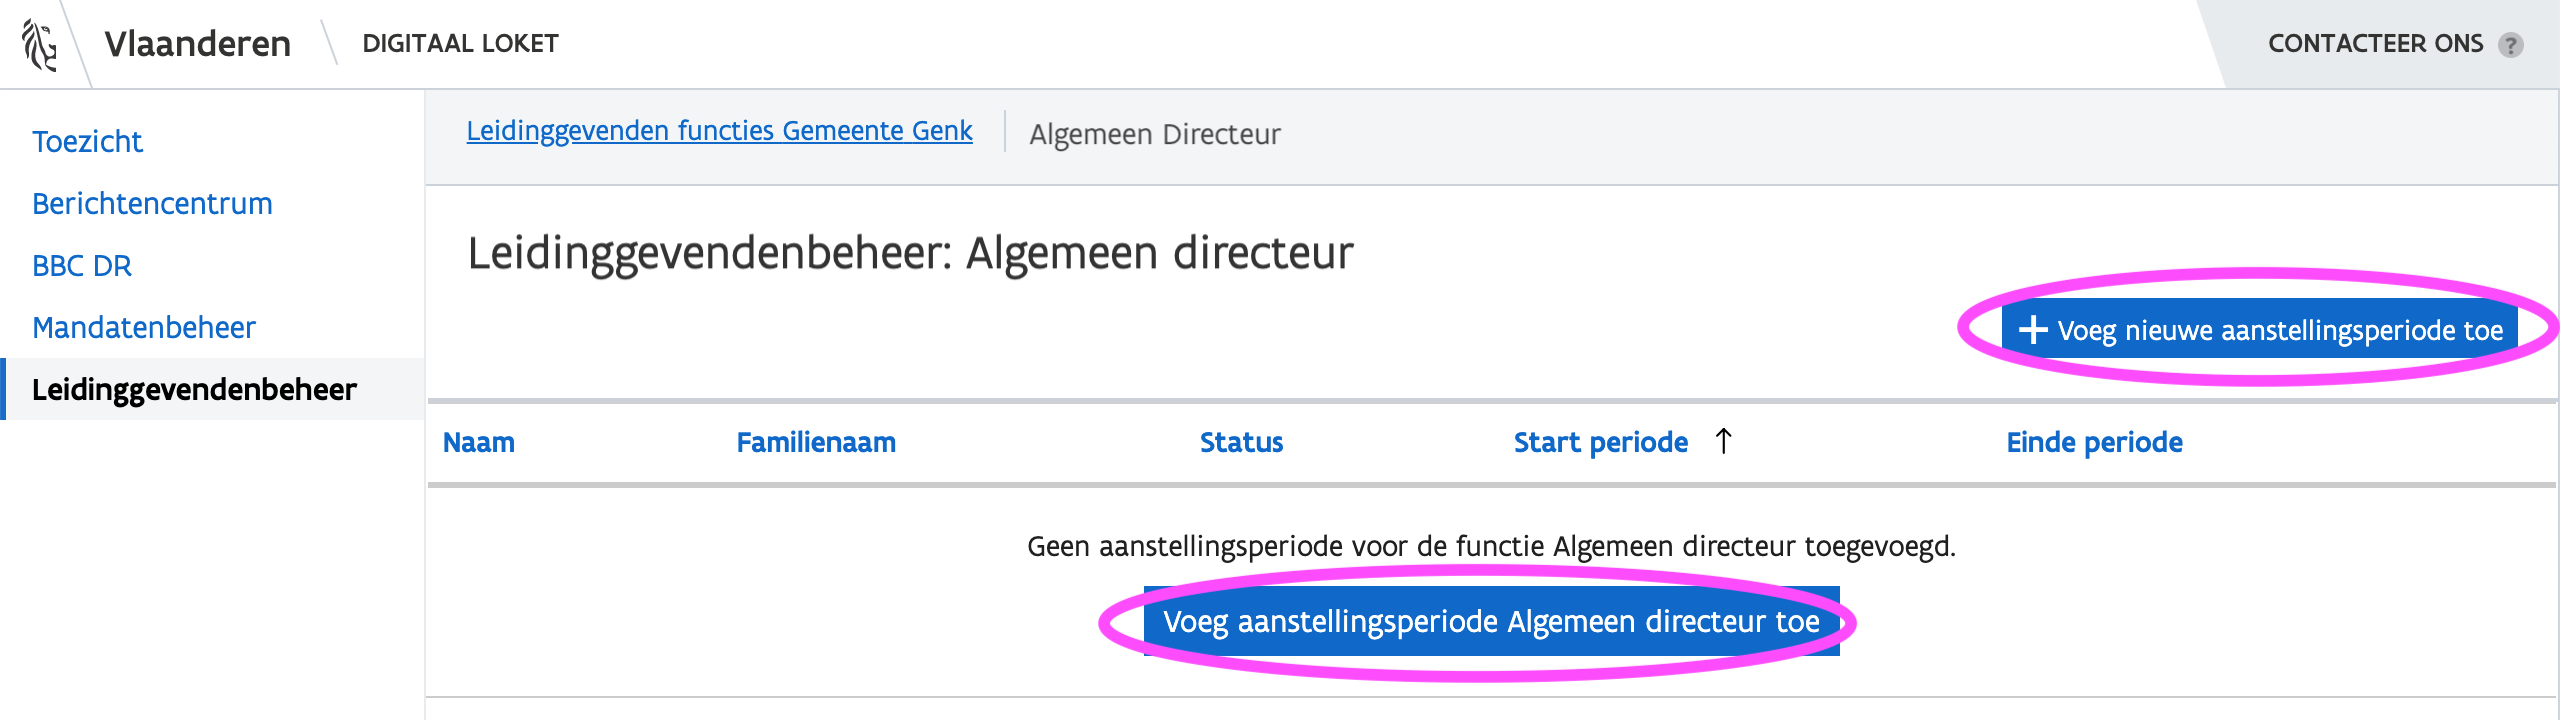 Vlaanderen DIGITAAL LOKET CONTACTEER ONS ?
Toezicht
Berichtencentrum
BBC DR
Mandatenbeheer
Leidinggevendenbeheer
Leidinggevenden functies Gemeente Genk Algemeen Directeur
Leidinggevendenbeheer: Algemeen directeur
+ Voeg nieuwe aanstellingsperiode toe
Naam Familienaam Status Start periode ↑ Einde periode
Geen aanstellingsperiode voor de functie Algemeen directeur toegevoegd.
Voeg aanstellingsperiode Algemeen directeur toe